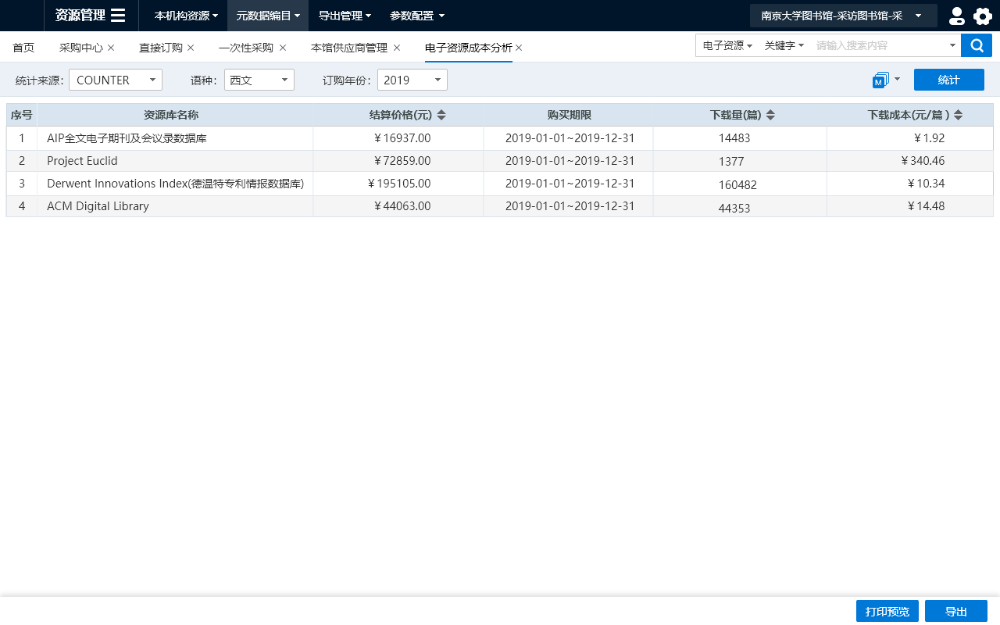 资源管理 本机构资源 元数据编目 导出管理 参数配置 南京大学图书馆-采访图书馆-采
首页 采购中心 直接订购 一次性采购 本馆供应商管理 电子资源成本分析 电子资源 关键字 请输入搜索内容
统计来源: COUNTER 语种: 西文 订购年份: 2019 M 统计
序号 资源库名称 结算价格(元) 购买期限 下载量(篇) 下载成本(元/篇 )
1 AIP全文电子期刊及会议录数据库 ¥16937.00 2019-01-01~2019-12-31 14483 ¥1.92
2 Project Euclid ¥72859.00 2019-01-01~2019-12-31 1377 ¥340.46
3 Derwent Innovations Index(德温特专利情报数据库) ¥195105.00 2019-01-01~2019-12-31 160482 ¥10.34
4 ACM Digital Library ¥44063.00 2019-01-01~2019-12-31 44353 ¥14.48
打印预览 导出